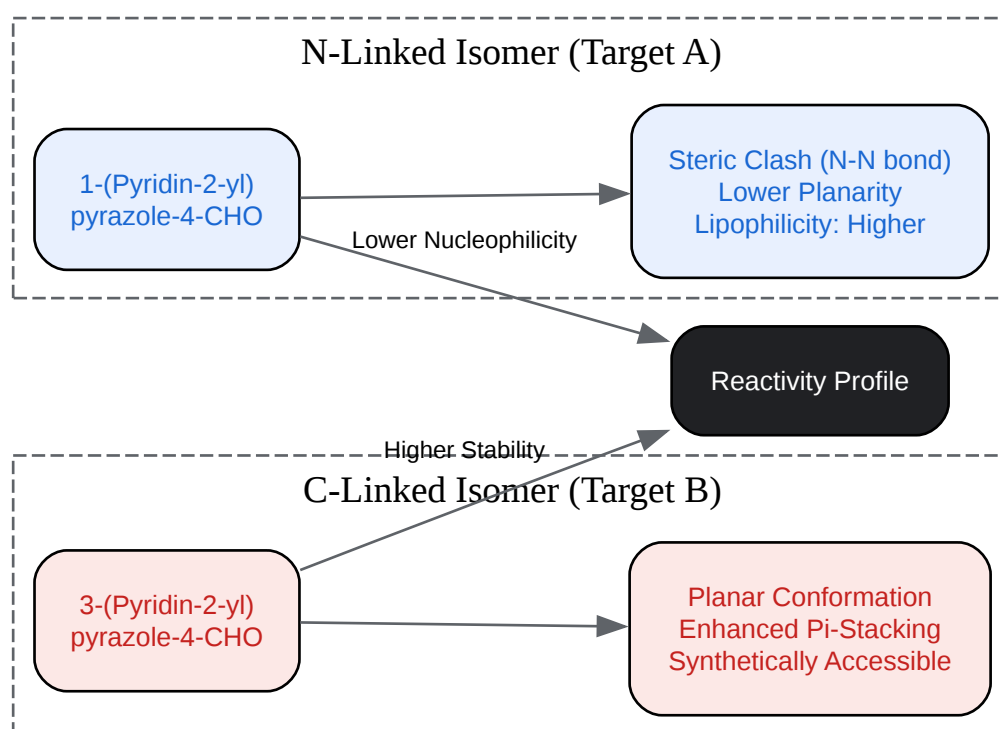 N-Linked Isomer (Target A)
1-(Pyridin-2-yl)
pyrazole-4-CHO
Steric Clash (N-N bond)
Lower Planarity
Lipophilicity: Higher
Lower Nucleophilicity
Reactivity Profile
Higher Stability
C-Linked Isomer (Target B)
3-(Pyridin-2-yl)
pyrazole-4-CHO
Planar Conformation
Enhanced Pi-Stacking
Synthetically Accessible